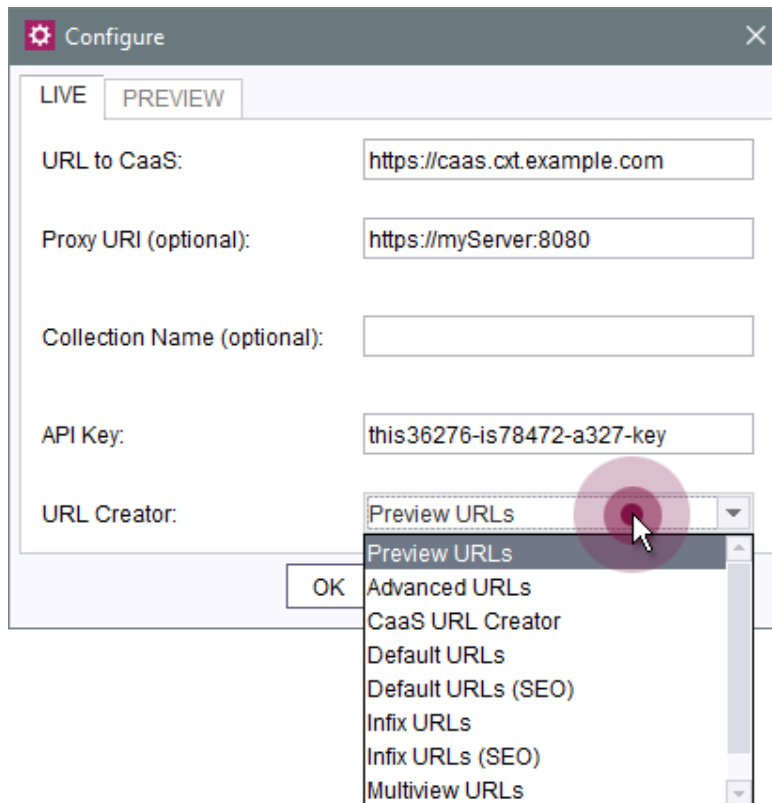 Configure
LIVE PREVIEW
URL to CaaS: https://caas.cxt.example.com
Proxy URI (optional): https://myServer:8080
Collection Name (optional):
API Key: this36276-is78472-a327-key
URL Creator: Preview URLs
Preview URLs
OK Advanced URLs
CaaS URL Creator
Default URLs
Default URLs (SEO)
Infix URLs
Infix URLs (SEO)
Multiview URLs